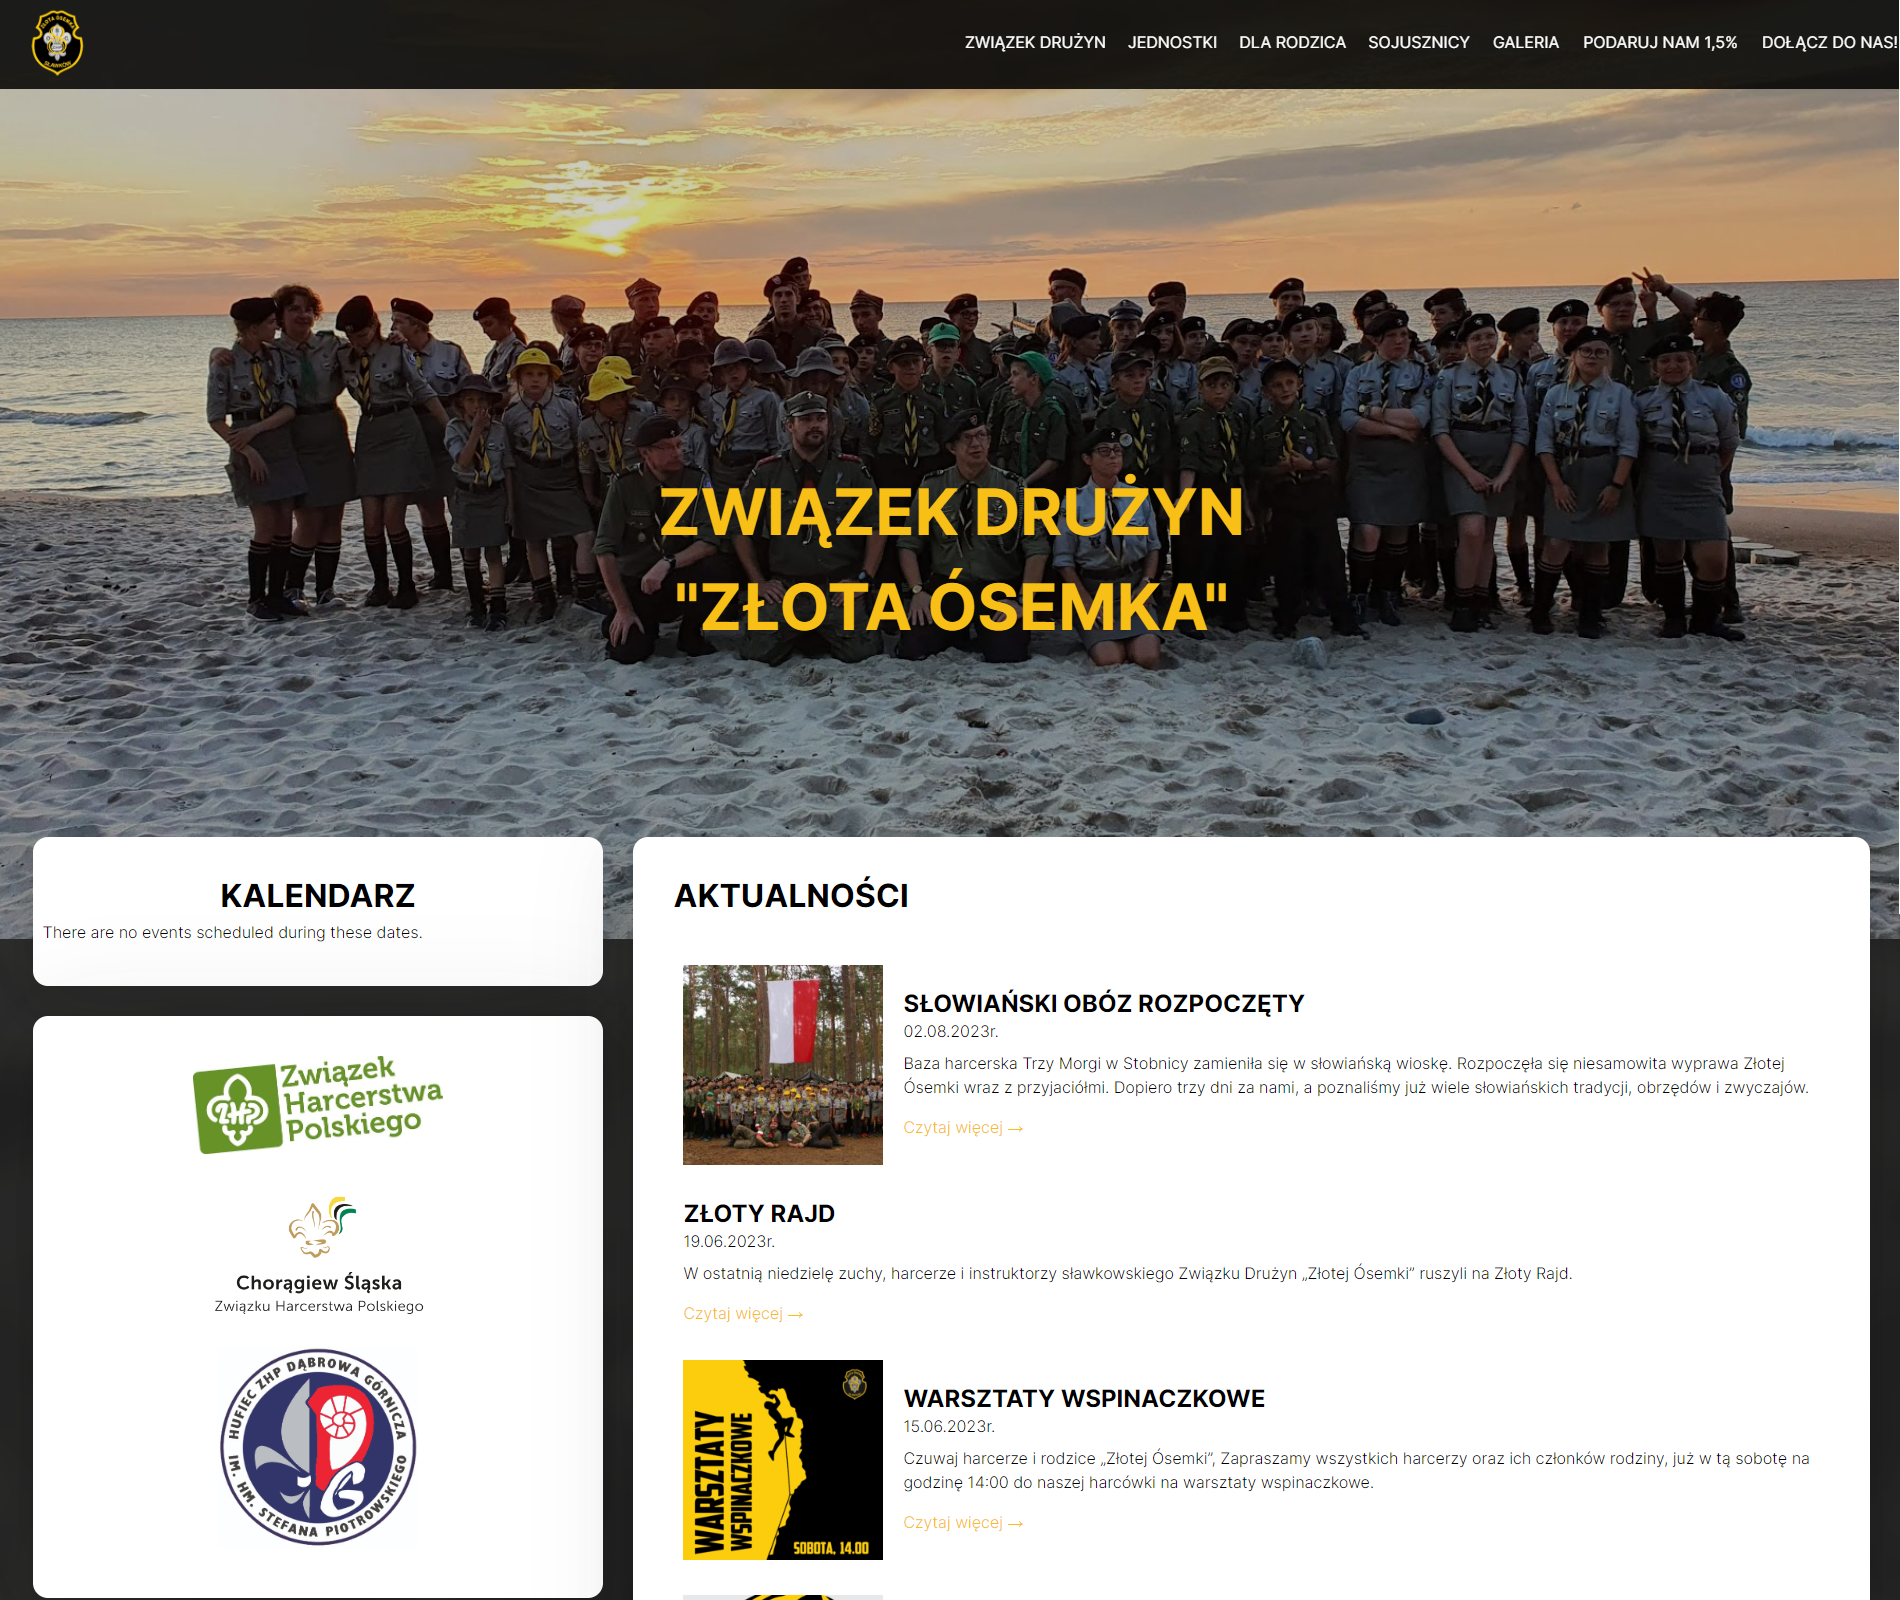 ZŁOTA ÓSEMKA
SŁAWKÓW
ZWIĄZEK DRUŻYN
JEDNOSTKI
DLA RODZICA
SOJUSZNICY
GALERIA
PODARUJ NAM 1,5%
DOŁĄCZ DO NAS!
ZWIĄZEK DRUŻYN
"ZŁOTA ÓSEMKA"
KALENDARZ
There are no events scheduled during these dates.
Związek
Harcerstwa
Polskiego
ZHP
Chorągiew Śląska
Związku Harcerstwa Polskiego
HUFIEC ZHP DĄBROWA GÓRNICZA
IM. HM. STEFANA PIOTROWSKIEGO
AKTUALNOŚCI
SŁOWIAŃSKI OBÓZ ROZPOCZĘTY
02.08.2023r.
Baza harcerska Trzy Morgi w Stobnicy zamieniła się w słowiańską wioskę. Rozpoczęła się niesamowita wyprawa Złotej
Ósemki wraz z przyjaciółmi. Dopiero trzy dni za nami, a poznaliśmy już wiele słowiańskich tradycji, obrzędów i zwyczajów.
Czytaj więcej →
ZŁOTY RAJD
19.06.2023r.
W ostatnią niedzielę zuchy, harcerze i instruktorzy sławkowskiego Związku Drużyn „Złotej Ósemki” ruszyli na Złoty Rajd.
Czytaj więcej →
WARSZTATY
WSPINACZKOWE
SOBOTA, 14.00
WARSZTATY WSPINACZKOWE
15.06.2023r.
Czuwaj harcerze i rodzice „Złotej Ósemki”, Zapraszamy wszystkich harcerzy oraz ich członków rodziny, już w tą sobotę na
godzinę 14:00 do naszej harcówki na warsztaty wspinaczkowe.
Czytaj więcej →